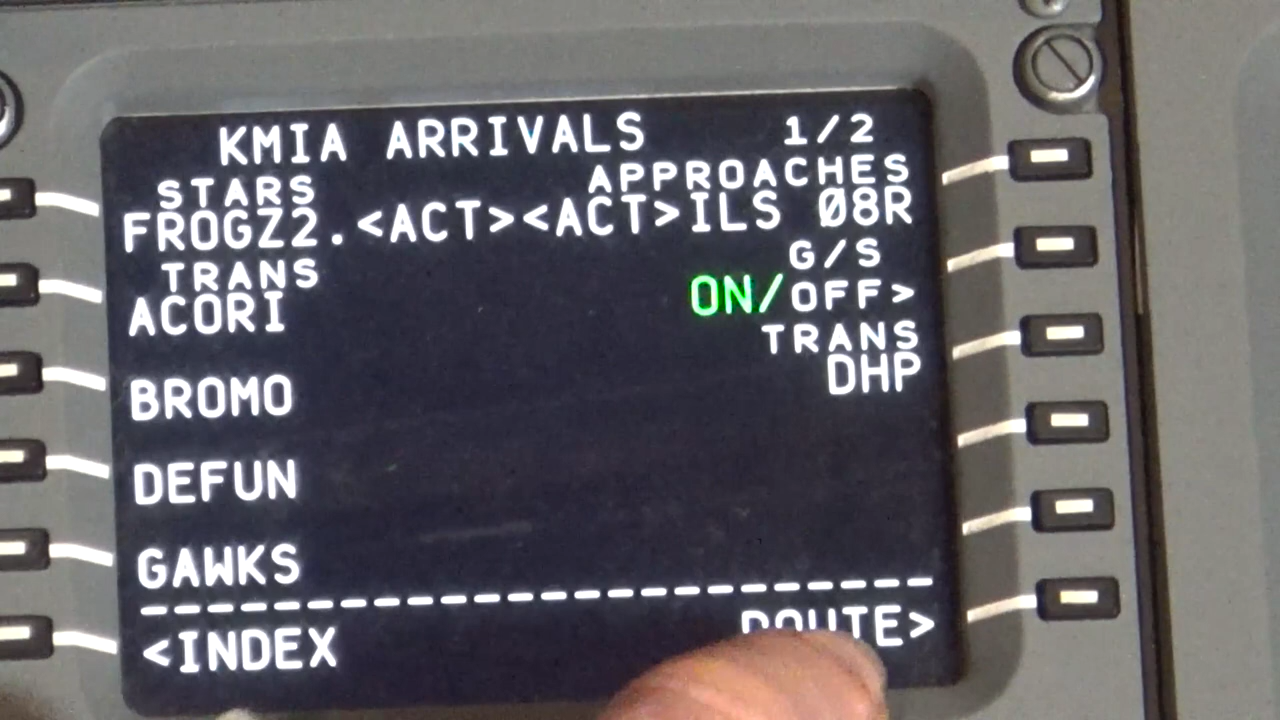 KMIA ARRIVALS 1/2
STARS APPROACHES
FROGZ2.<ACT><ACT>ILS Ø8R
TRANS G/S
ACORI ON/OFF>
TRANS
BROMO DHP
DEFUN
GAWKS
--------------------------------
<INDEX ROUTE>